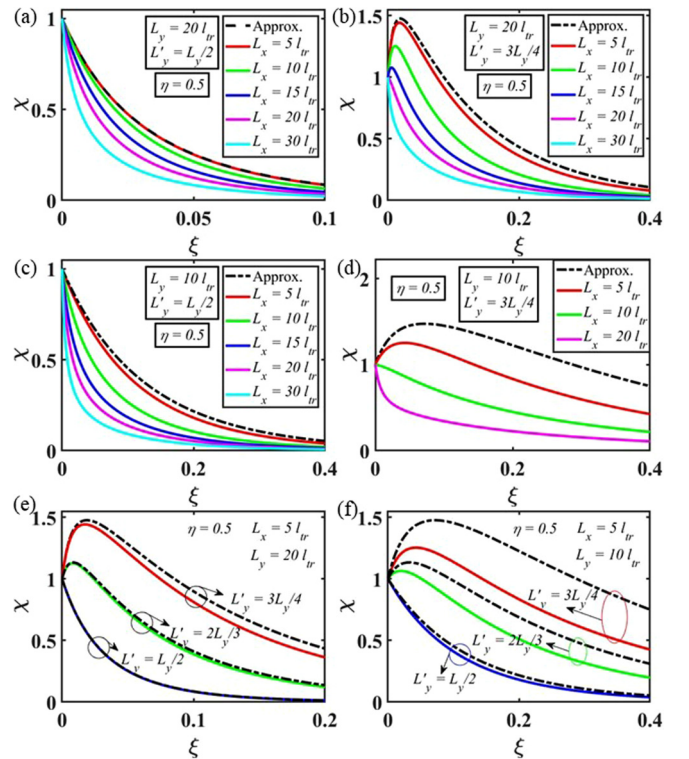 (a)
L_y = 20 l_tr
L'_y = L_y/2
η = 0.5
Approx.
L_x = 5 l_tr
L_x = 10 l_tr
L_x = 15 l_tr
L_x = 20 l_tr
L_x = 30 l_tr
1
0.5
0
χ
0
0.05
0.1
ξ
(b)
L_y = 20 l_tr
L'_y = 3L_y/4
η = 0.5
Approx.
L_x = 5 l_tr
L_x = 10 l_tr
L_x = 15 l_tr
L_x = 20 l_tr
L_x = 30 l_tr
1.5
1
0.5
0
χ
0
0.2
0.4
ξ
(c)
L_y = 10 l_tr
L'_y = L_y/2
η = 0.5
Approx.
L_x = 5 l_tr
L_x = 10 l_tr
L_x = 15 l_tr
L_x = 20 l_tr
L_x = 30 l_tr
1
0.5
0
χ
0
0.2
0.4
ξ
(d)
η = 0.5
L_y = 10 l_tr
L'_y = 3L_y/4
Approx.
L_x = 5 l_tr
L_x = 10 l_tr
L_x = 20 l_tr
2
1
0
χ
0
0.2
0.4
ξ
(e)
η = 0.5 L_x = 5 l_tr
L_y = 20 l_tr
L'_y = 3L_y/4
L'_y = 2L_y/3
L'_y = L_y/2
1.5
1
0.5
0
χ
0
0.1
0.2
ξ
(f)
η = 0.5 L_x = 5 l_tr
L_y = 10 l_tr
L'_y = 3L_y/4
L'_y = 2L_y/3
L'_y = L_y/2
1.5
1
0.5
0
χ
0
0.2
0.4
ξ